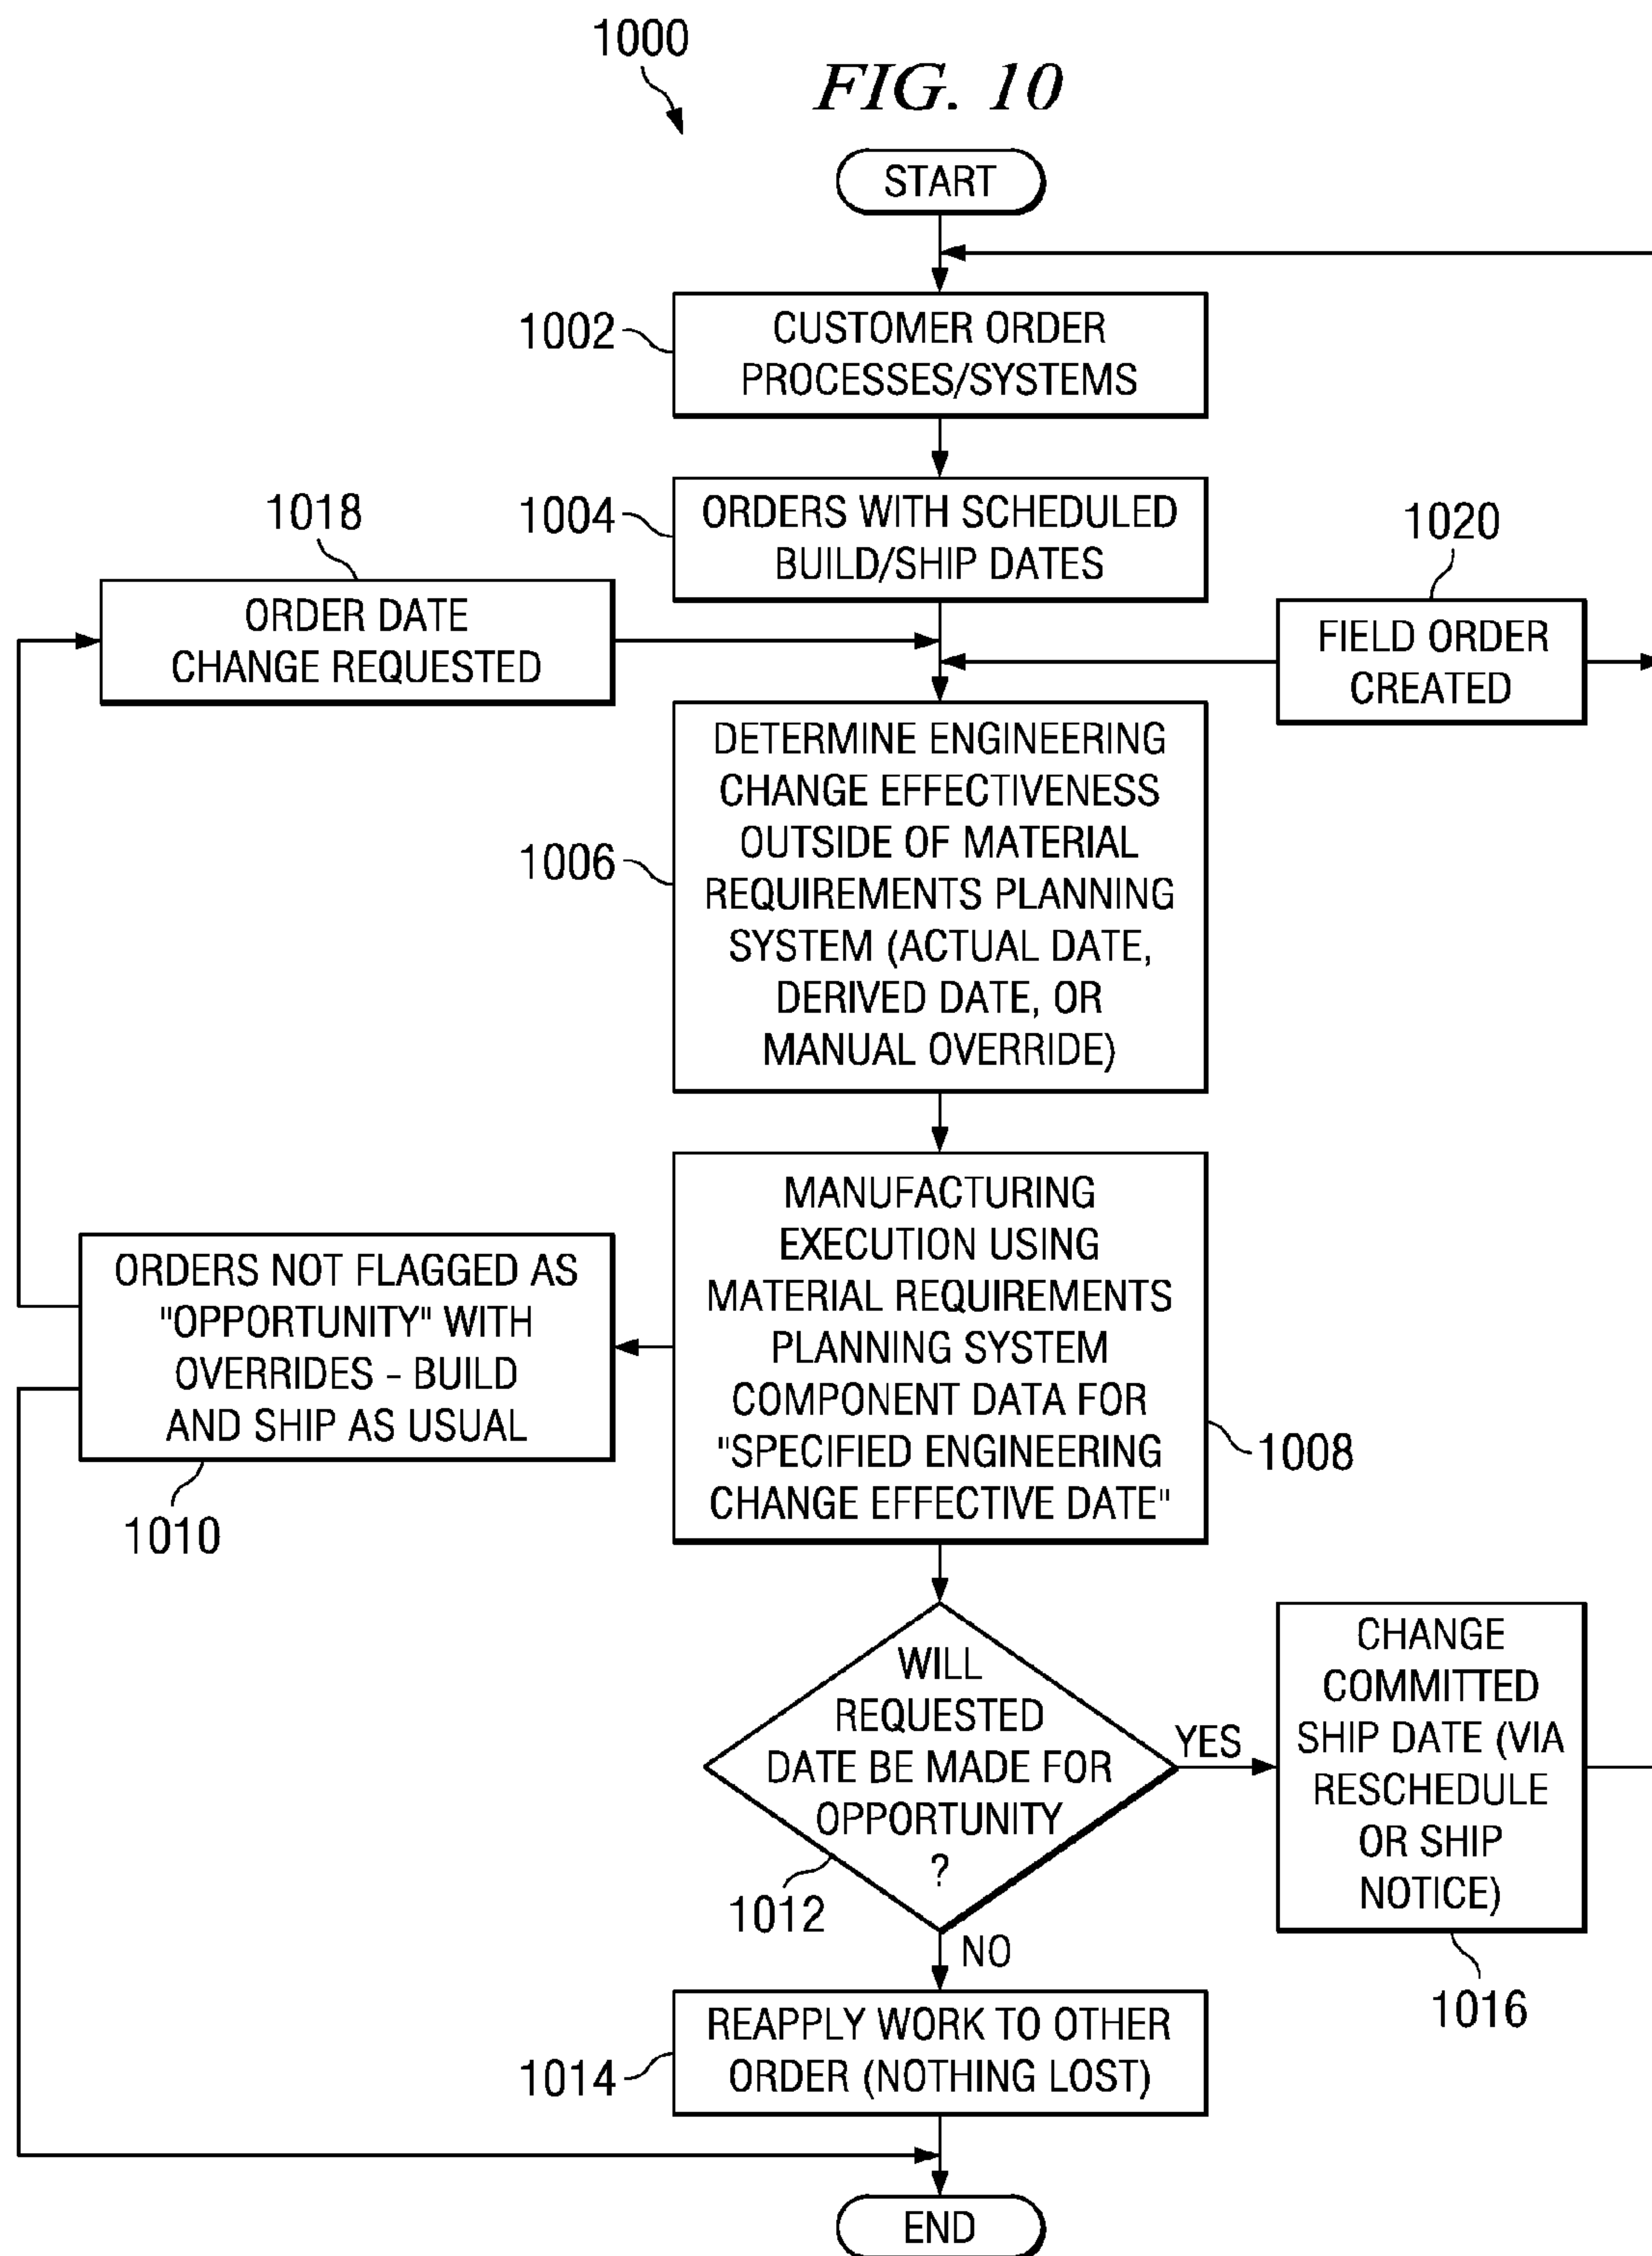 1000
FIG. 10
START
1002
CUSTOMER ORDER
PROCESSES/SYSTEMS
1004
ORDERS WITH SCHEDULED
BUILD/SHIP DATES
1018
ORDER DATE
CHANGE REQUESTED
1020
FIELD ORDER
CREATED
1006
DETERMINE ENGINEERING
CHANGE EFFECTIVENESS
OUTSIDE OF MATERIAL
REQUIREMENTS PLANNING
SYSTEM (ACTUAL DATE,
DERIVED DATE, OR
MANUAL OVERRIDE)
MANUFACTURING
EXECUTION USING
MATERIAL REQUIREMENTS
PLANNING SYSTEM
COMPONENT DATA FOR
"SPECIFIED ENGINEERING
CHANGE EFFECTIVE DATE"
1008
ORDERS NOT FLAGGED AS
"OPPORTUNITY" WITH
OVERRIDES - BUILD
AND SHIP AS USUAL
1010
WILL
REQUESTED
DATE BE MADE FOR
OPPORTUNITY
?
1012
YES
NO
CHANGE
COMMITTED
SHIP DATE (VIA
RESCHEDULE
OR SHIP
NOTICE)
1016
1014
REAPPLY WORK TO OTHER
ORDER (NOTHING LOST)
END